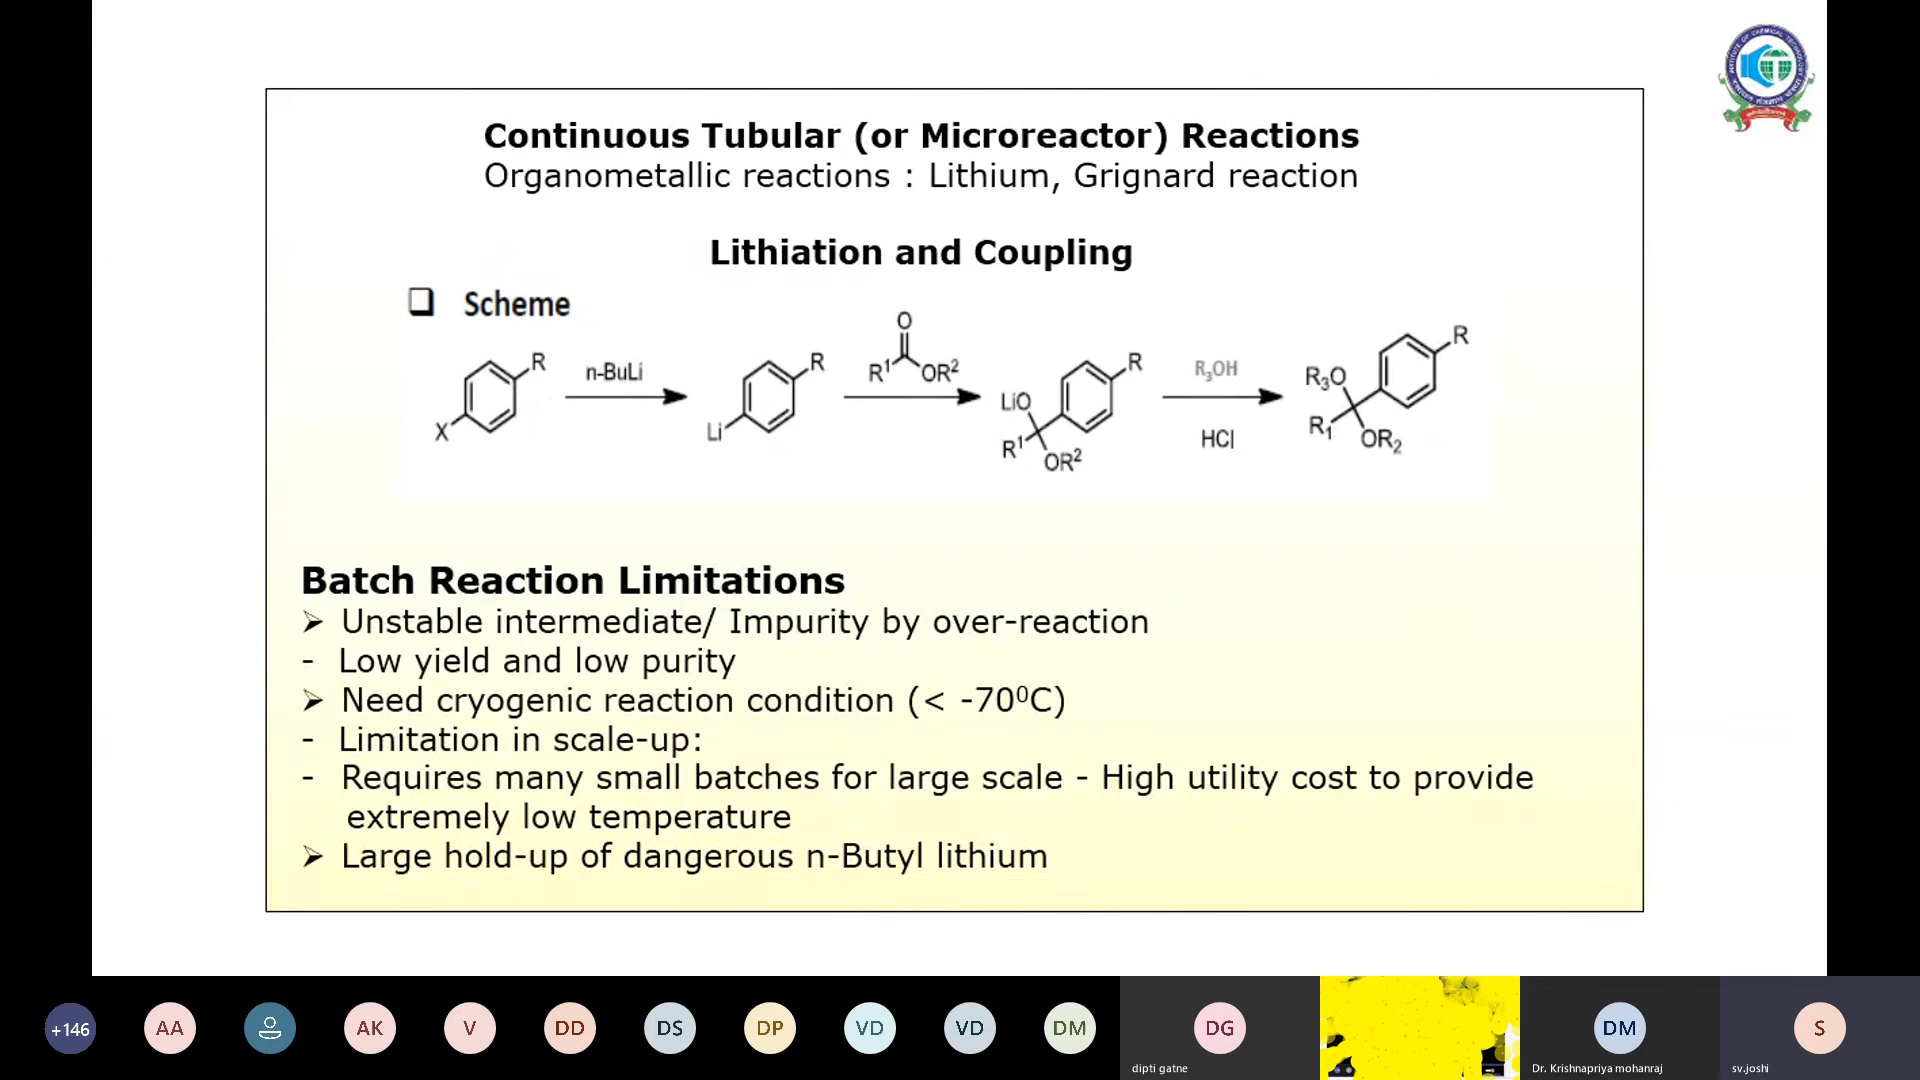 Continuous Tubular (or Microreactor) Reactions
Organometallic reactions : Lithium, Grignard reaction
Lithiation and Coupling
❑ Scheme
X R
n-BuLi
Li R
O
R¹ OR²
LiO R
R¹ OR²
R₃OH
HCl
R₃O R
R₁ OR₂
Batch Reaction Limitations
➢ Unstable intermediate/ Impurity by over-reaction
- Low yield and low purity
➢ Need cryogenic reaction condition (< -70⁰C)
- Limitation in scale-up:
- Requires many small batches for large scale - High utility cost to provide
extremely low temperature
➢ Large hold-up of dangerous n-Butyl lithium
+146 AA AK V DD DS DP VD VD DM DG DM S
dipti gatne
Dr. Krishnapriya mohanraj
sv.joshi